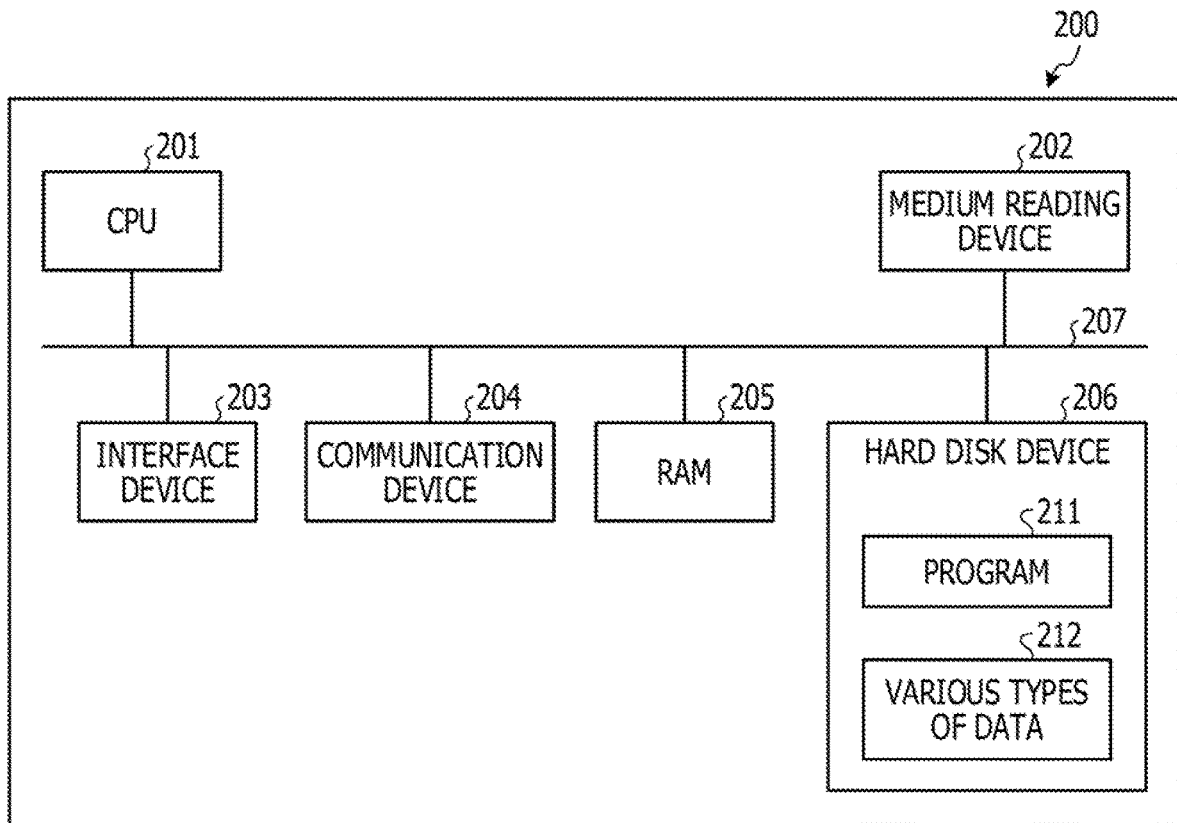 200
201
CPU
202
MEDIUM READING
DEVICE
207
203
INTERFACE
DEVICE
204
COMMUNICATION
DEVICE
205
RAM
206
HARD DISK DEVICE
211
PROGRAM
212
VARIOUS TYPES
OF DATA